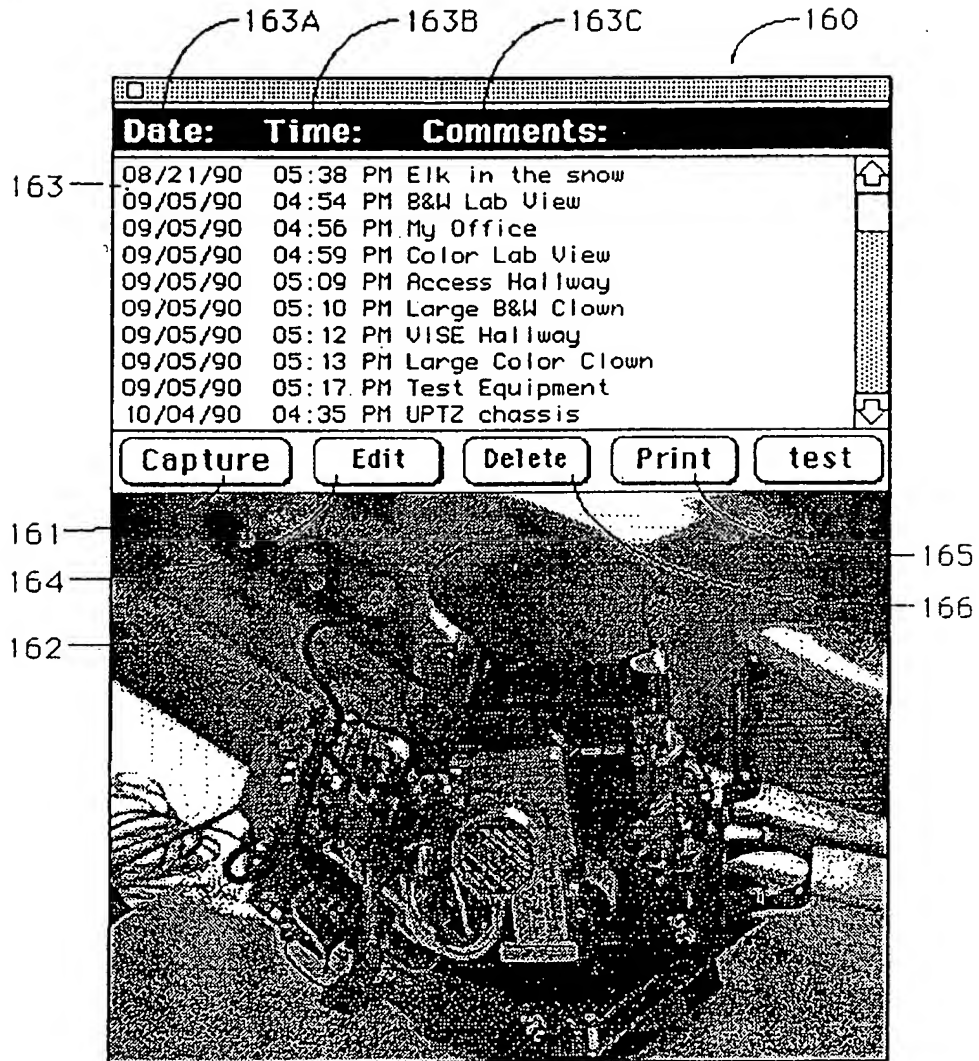 163A 163B 163C 160
Date: Time: Comments:
163
08/21/90 05:38 PM Elk in the snow
09/05/90 04:54 PM B&W Lab View
09/05/90 04:56 PM My Office
09/05/90 04:59 PM Color Lab View
09/05/90 05:09 PM Access Hallway
09/05/90 05:10 PM Large B&W Clown
09/05/90 05:12 PM VISE Hallway
09/05/90 05:13 PM Large Color Clown
09/05/90 05:17 PM Test Equipment
10/04/90 04:35 PM UPTZ chassis
Capture Edit Delete Print test
161
165
164
166
162